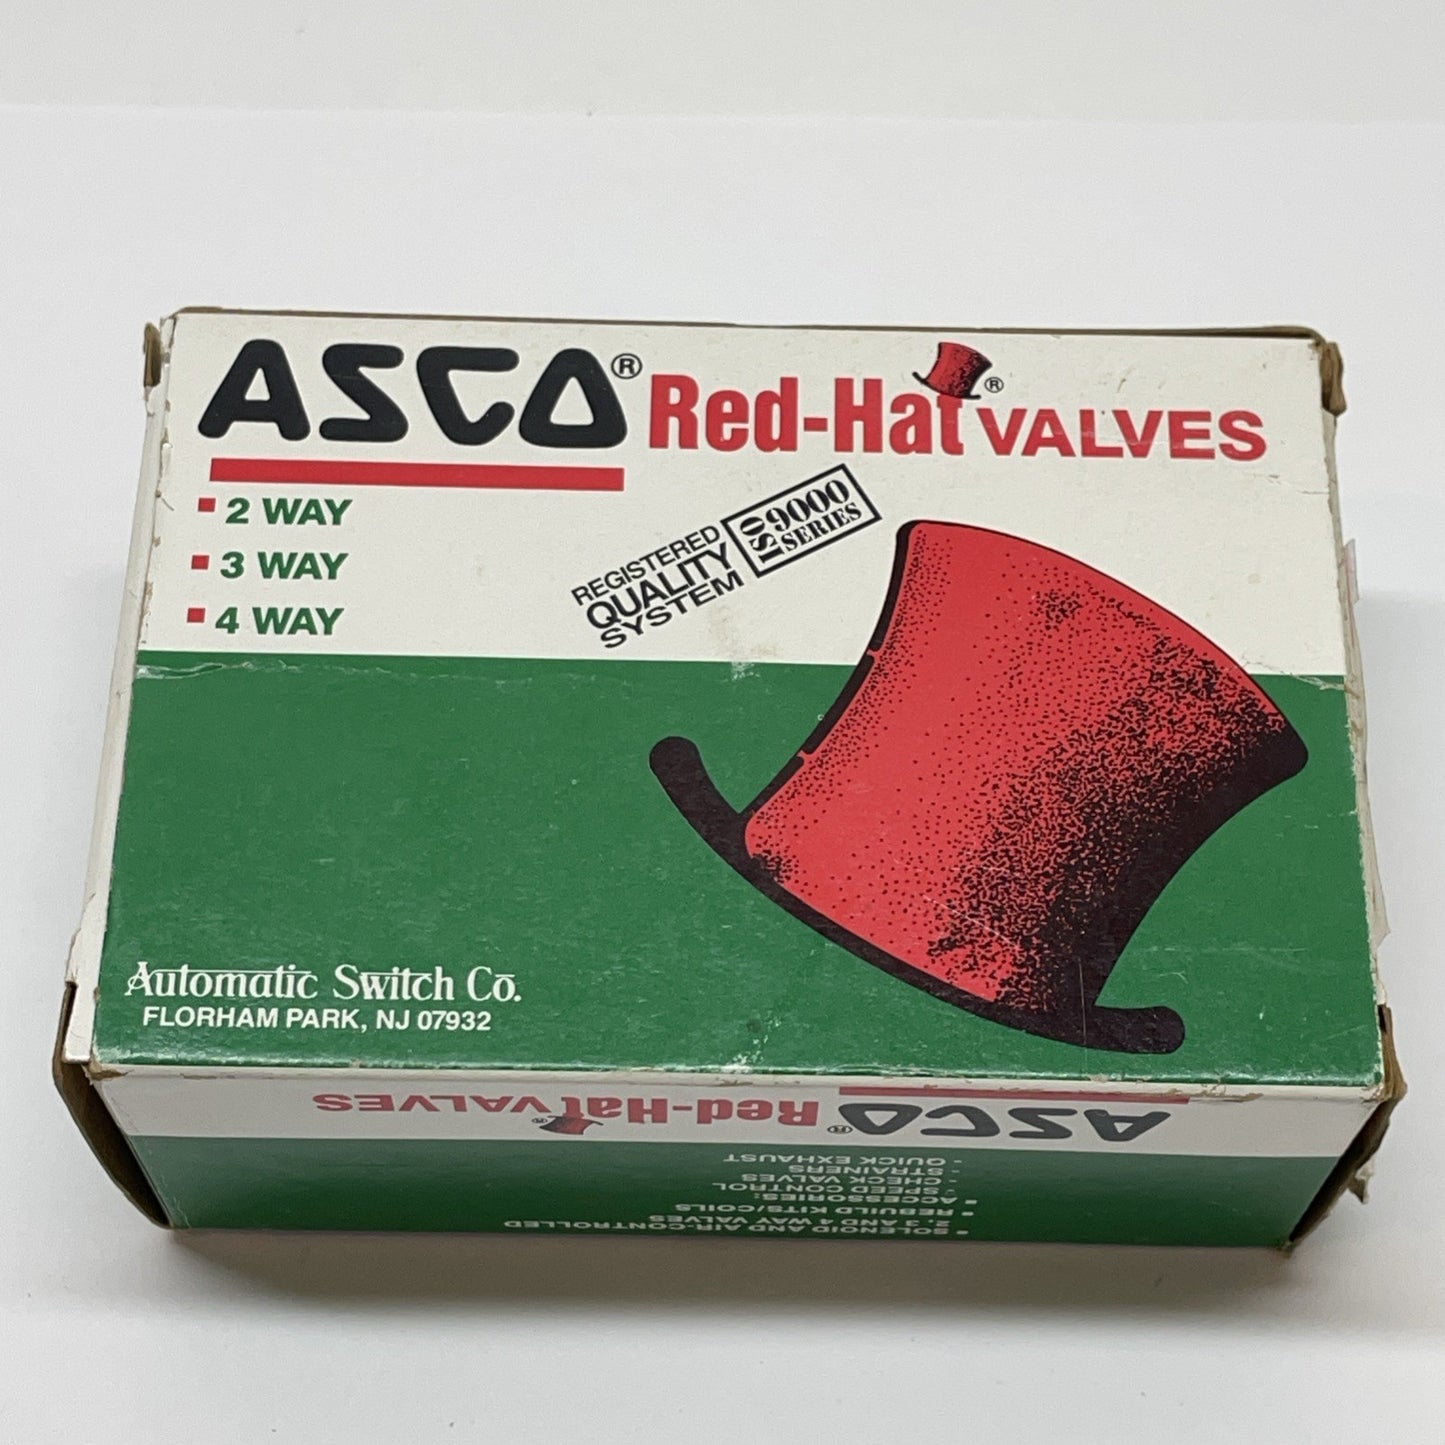 ASCO® Red-Hat® VALVES
2 WAY
3 WAY
4 WAY
REGISTERED
QUALITY
SYSTEM
ISO
9000
SERIES
Automatic Switch Co.
FLORHAM PARK, NJ 07932
ASCO® Red-Hat® VALVES
• SOLENOID AND AIR-CONTROLLED
2, 3 AND 4 WAY VALVES
• REBUILD KITS/COILS
• ACCESSORIES:
- SPEED CONTROL
- CHECK VALVES
- STRAINERS
- QUICK EXHAUST